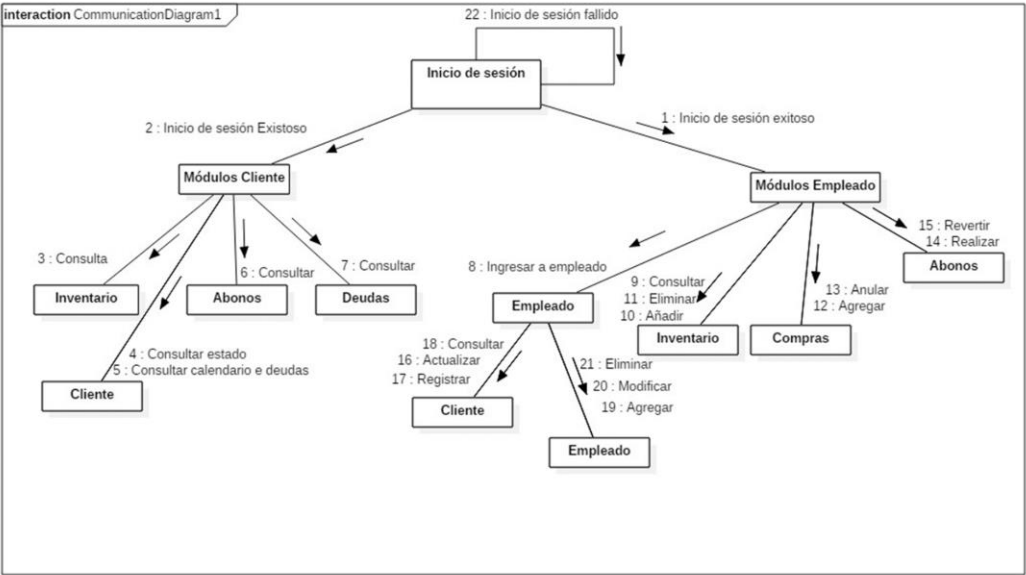 interaction CommunicationDiagram1
22 : Inicio de sesión fallido
Inicio de sesión
2 : Inicio de sesión Existoso
1 : Inicio de sesión exitoso
Módulos Cliente
Módulos Empleado
15 : Revertir
14 : Realizar
3 : Consulta
6 : Consultar
7 : Consultar
8 : Ingresar a empleado
Abonos
9 : Consultar
11 : Eliminar
10 : Añadir
13 : Anular
12 : Agregar
Inventario
Abonos
Deudas
Empleado
Inventario
Compras
4 : Consultar estado
5 : Consultar calendario e deudas
18 : Consultar
16 : Actualizar
17 : Registrar
21 : Eliminar
20 : Modificar
19 : Agregar
Cliente
Cliente
Empleado